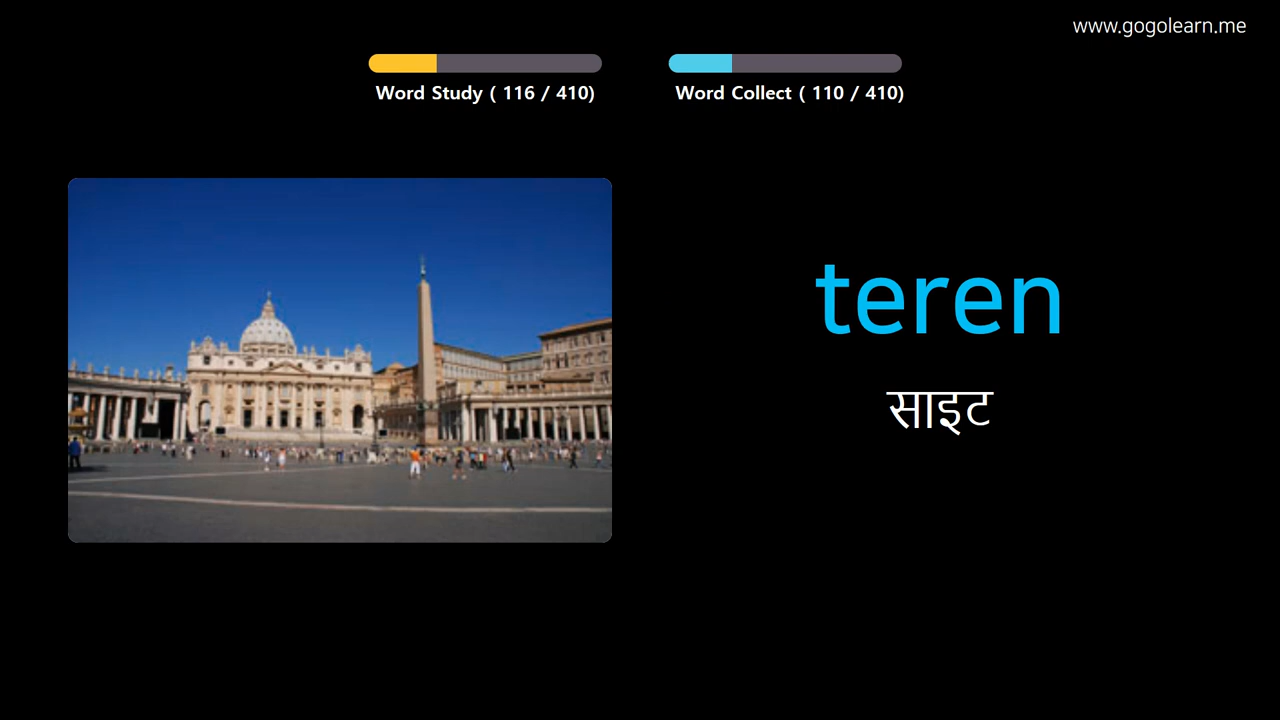 www.gogolearn.me
Word Study ( 116 / 410)
Word Collect ( 110 / 410)
teren
साइट